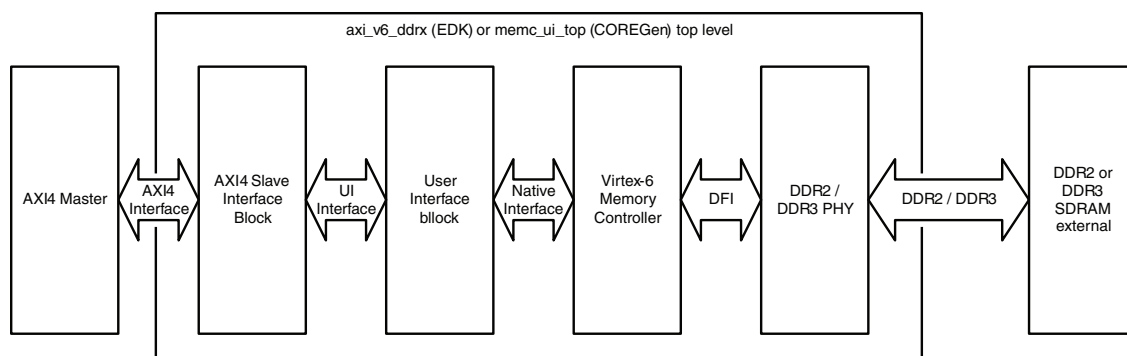 axi_v6_ddrx (EDK) or memc_ui_top (COREGen) top level
AXI4 Master
AXI4
Interface
AXI4 Slave
Interface
Block
UI
Interface
User
Interface
bllock
Native
Interface
Virtex-6
Memory
Controller
DFI
DDR2 /
DDR3 PHY
DDR2 / DDR3
DDR2 or
DDR3
SDRAM
external